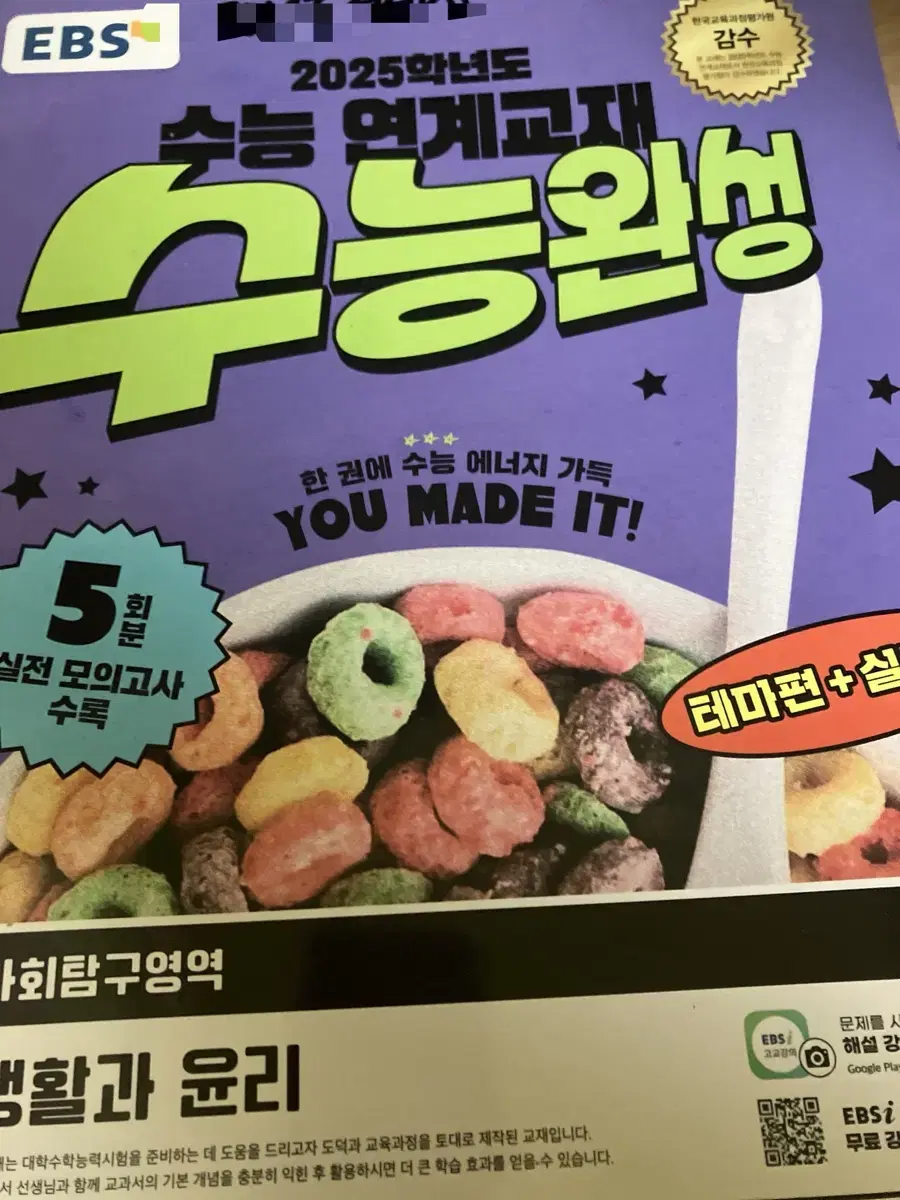 EBS
한국교육과정평가원
감수
2025학년도
수능 연계교재
수능완성
한 권에 수능 에너지 가득
YOU MADE IT!
5회분
실전 모의고사
수록
테마편 + 실
사회탐구영역
생활과 윤리
는 대학수학능력시험을 준비하는 데 도움을 드리고자 도덕과 교육과정을 토대로 제작된 교재입니다.
서 선생님과 함께 교과서의 기본 개념을 충분히 익힌 후 활용하시면 더 큰 학습 효과를 얻을 수 있습니다.
EBS i
고교강의
문제를 사
해설 강
Google Pla
EBS i
무료 강